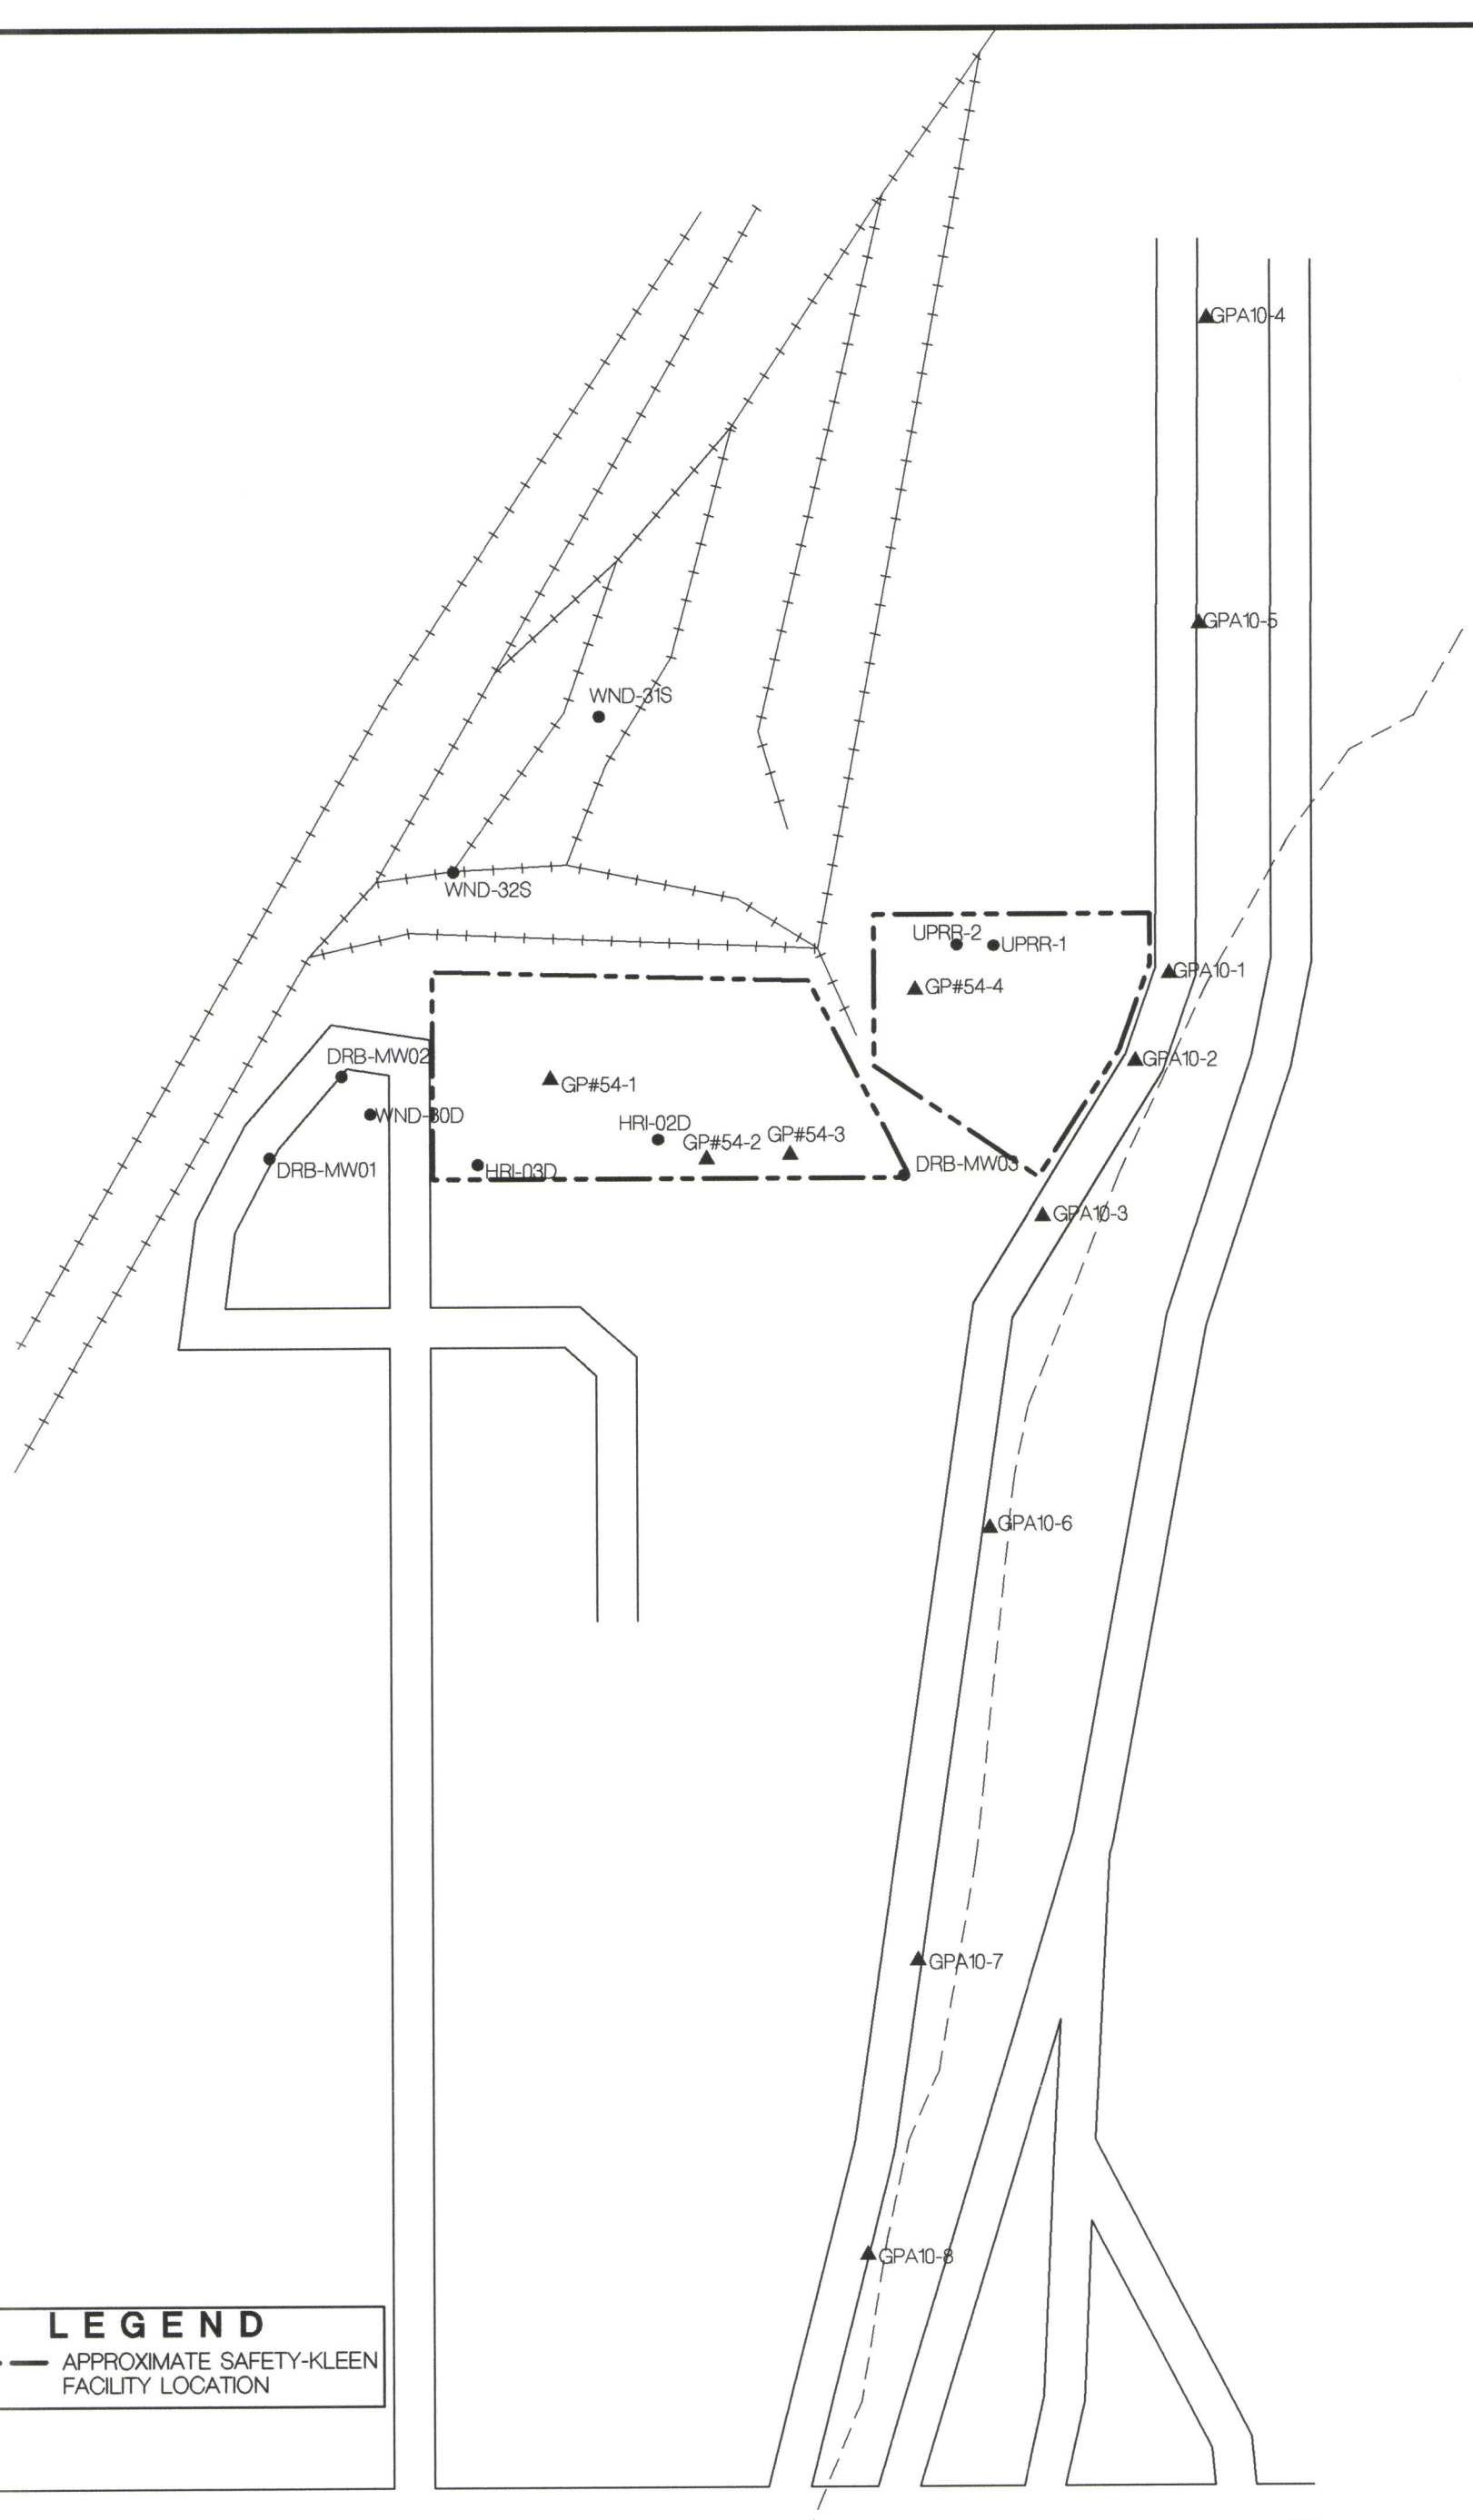 GPA10-4
GPA10-5
WND-31S
WND-32S
UPRR-2
UPRR-1
GPA10-1
GP#54-4
DRB-MW02
GPA10-2
GP#54-1
WND-30D
HRI-02D
GP#54-2
GP#54-3
DRB-MW01
HRI-03D
DRB-MW03
GPA10-3
GPA10-6
GPA10-7
GPA10-8
LEGEND
APPROXIMATE SAFETY-KLEEN
FACILITY LOCATION